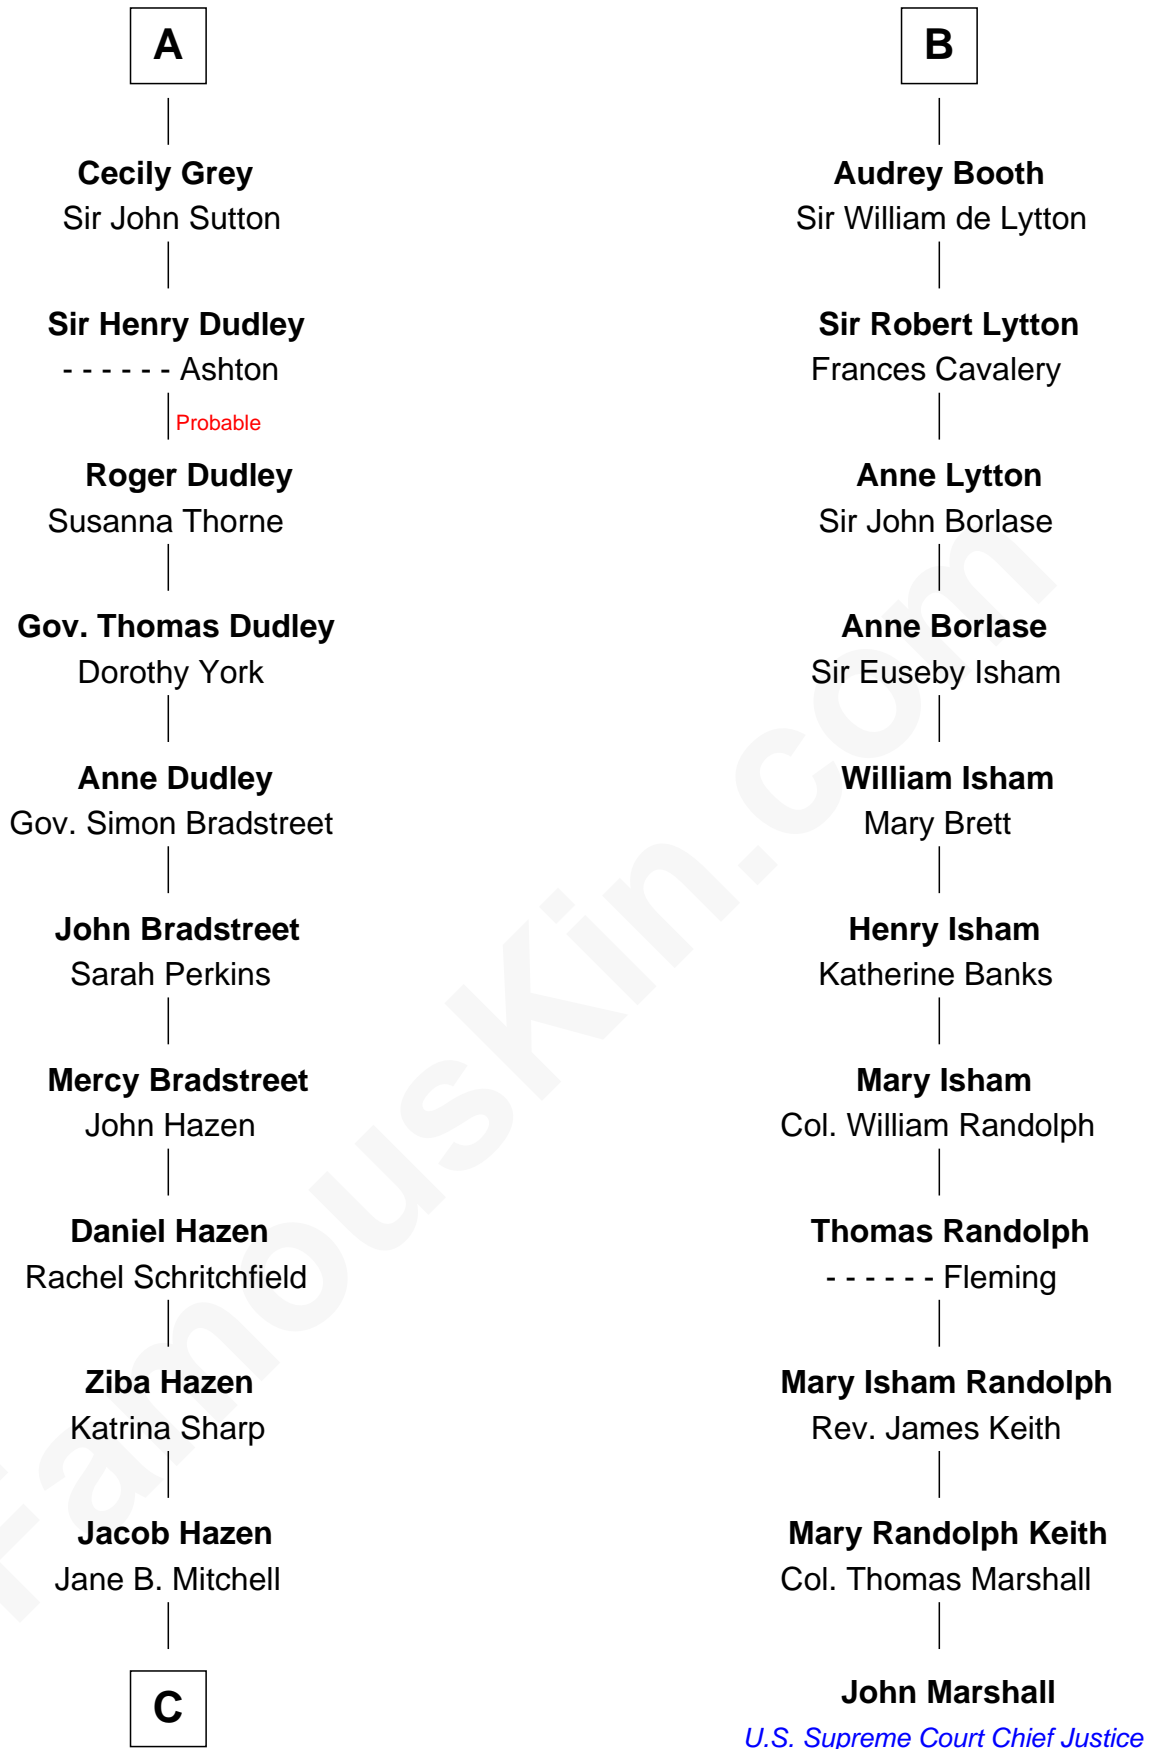 A
Cecily Grey
Sir John Sutton
Sir Henry Dudley
- - - - - - Ashton
Probable
Roger Dudley
Susanna Thorne
Gov. Thomas Dudley
Dorothy York
Anne Dudley
Gov. Simon Bradstreet
John Bradstreet
Sarah Perkins
Mercy Bradstreet
John Hazen
Daniel Hazen
Rachel Schritchfield
Ziba Hazen
Katrina Sharp
Jacob Hazen
Jane B. Mitchell
C
B
Audrey Booth
Sir William de Lytton
Sir Robert Lytton
Frances Cavalery
Anne Lytton
Sir John Borlase
Anne Borlase
Sir Euseby Isham
William Isham
Mary Brett
Henry Isham
Katherine Banks
Mary Isham
Col. William Randolph
Thomas Randolph
- - - - - - Fleming
Mary Isham Randolph
Rev. James Keith
Mary Randolph Keith
Col. Thomas Marshall
John Marshall
U.S. Supreme Court Chief Justice
FamousKin.com